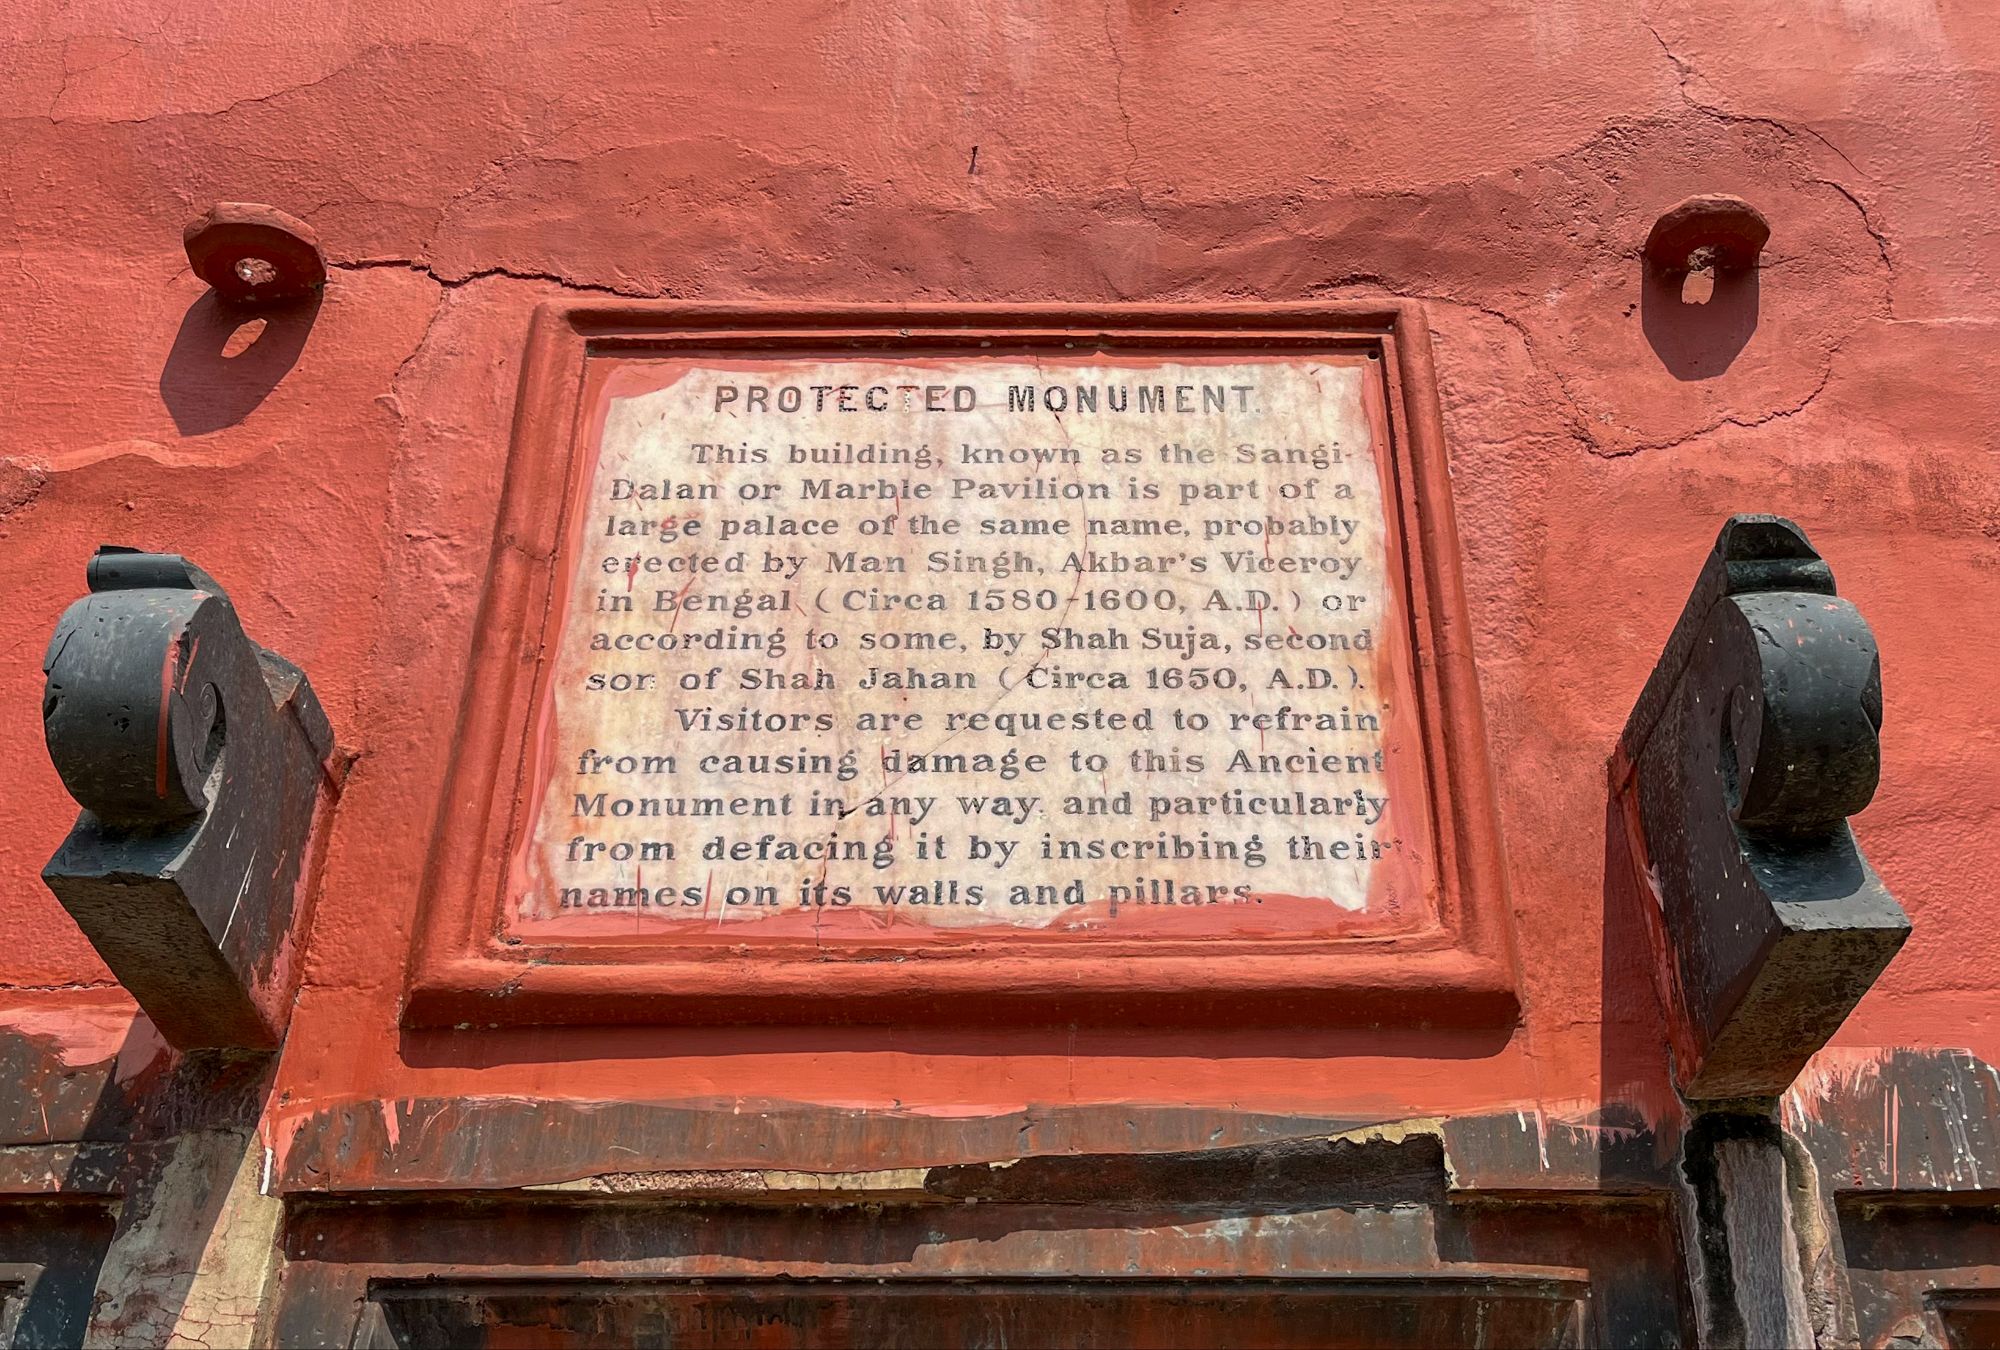 PROTECTED MONUMENT.
This building, known as the Sangi-
Dalan or Marble Pavilion is part of a
large palace of the same name, probably
erected by Man Singh, Akbar's Viceroy
in Bengal (Circa 1580-1600, A.D.) or
according to some, by Shah Suja, second
son of Shah Jahan (Circa 1650, A.D.).
Visitors are requested to refrain
from causing damage to this Ancient
Monument in any way. and particularly
from defacing it by inscribing their
names on its walls and pillars.